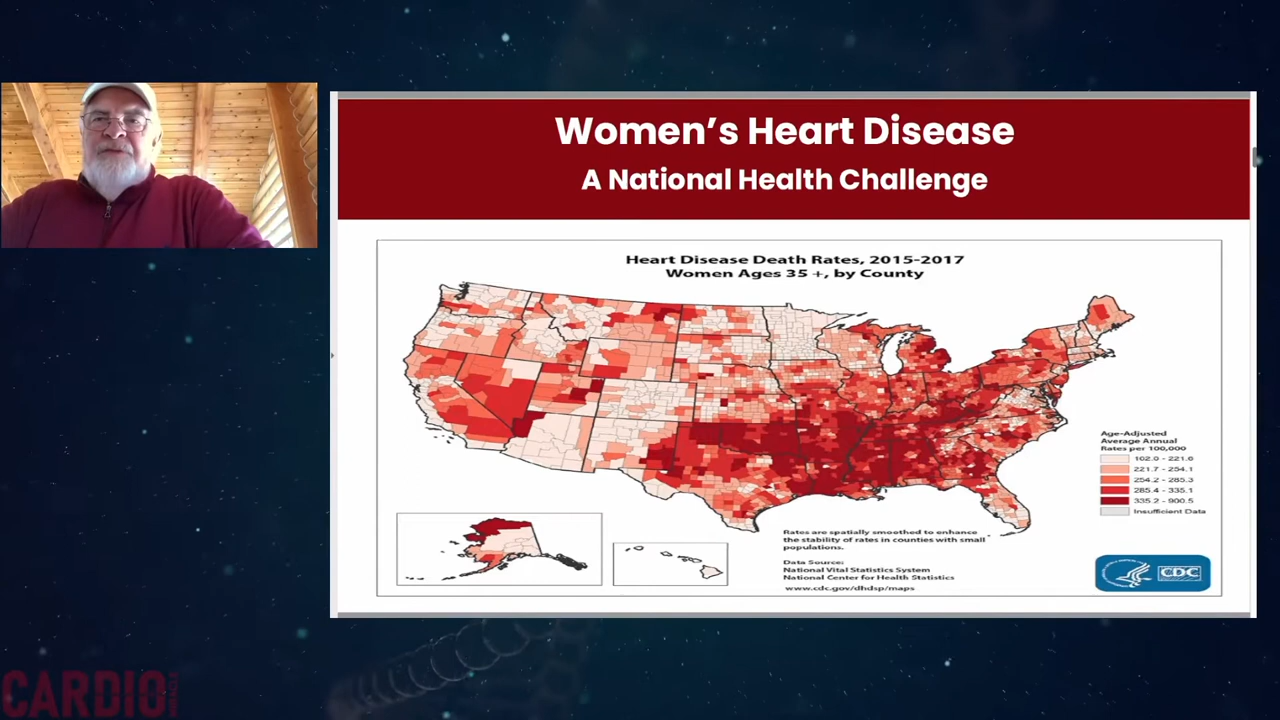 Women's Heart Disease
A National Health Challenge
Heart Disease Death Rates, 2015-2017
Women Ages 35 +, by County
Age-Adjusted
Average Annual
Rates per 100,000
102.0 - 221.6
221.7 - 254.1
254.2 - 285.3
285.4 - 335.1
335.2 - 900.5
Insufficient Data
Rates are spatially smoothed to enhance
the stability of rates in counties with small
populations.
Data Source:
National Vital Statistics System
National Center for Health Statistics
www.cdc.gov/dhdsp/maps
CDC
CARDIO